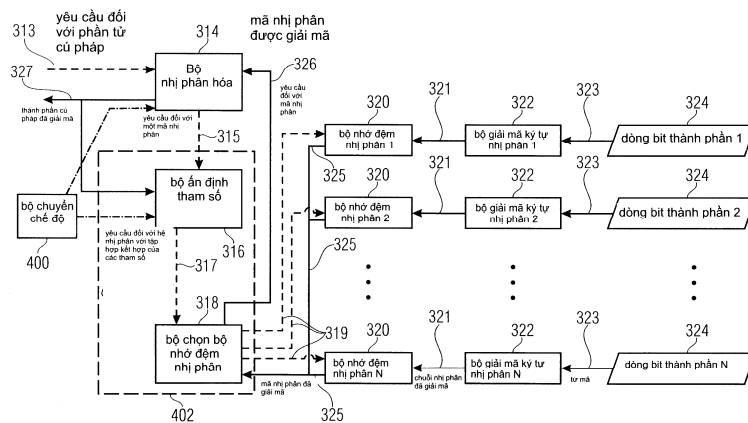 yêu cầu đối
với phần tử
cú pháp
mã nhị phân
được giải mã
313
314
327
326
Bộ
nhị phân hóa
thành phần cú
pháp đã giải mã
yêu cầu đối với
một mã nhị
phân
yêu cầu
đối với
mã nhị
phân
315
320
321
322
323
324
bộ nhớ đệm
nhị phân 1
bộ giải mã ký tự
nhị phân 1
dòng bit thành phần 1
325
bộ ấn định
tham số
320
321
322
323
324
bộ nhớ đệm
nhị phân 2
bộ giải mã ký tự
nhị phân 2
dòng bit thành phần 2
bộ chuyển
chế độ
400
yêu cầu đối với hệ
nhị phân với tập
hợp kết hợp của
các tham số
316
317
325
318
319
bộ chọn bộ
nhớ đệm
nhị phân
320
321
322
323
324
bộ nhớ đệm
nhị phân N
bộ giải mã ký tự
nhị phân N
dòng bit thành phần N
mã nhị phân đã
giải mã
325
chuỗi nhị phân
đã giải mã
từ mã
402